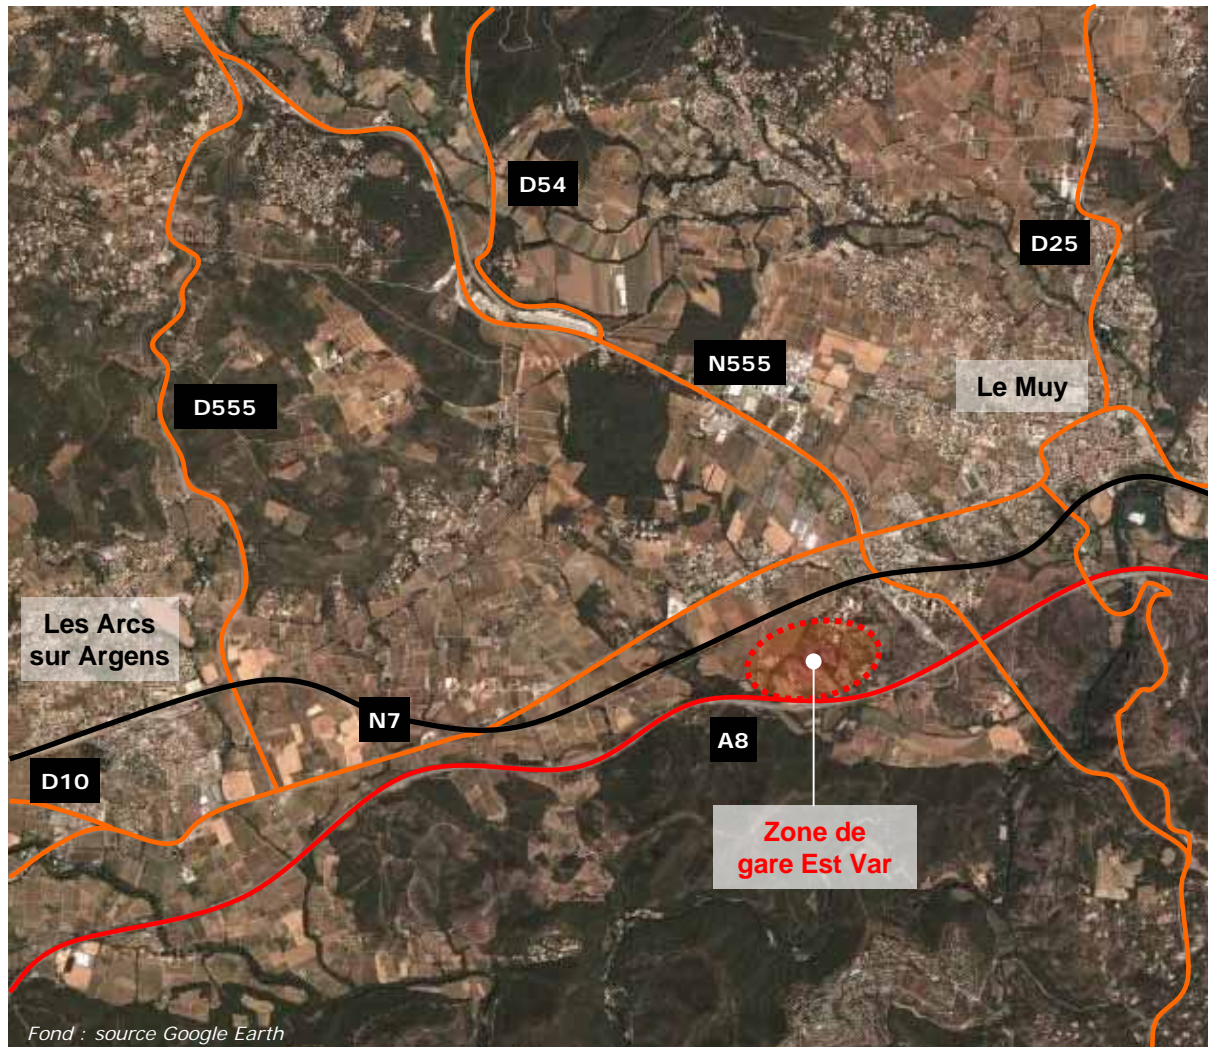 D54
D25
N555
Le Muy
D555
Les Arcs
sur Argens
N7
A8
D10
Zone de
gare Est Var
Fond : source Google Earth